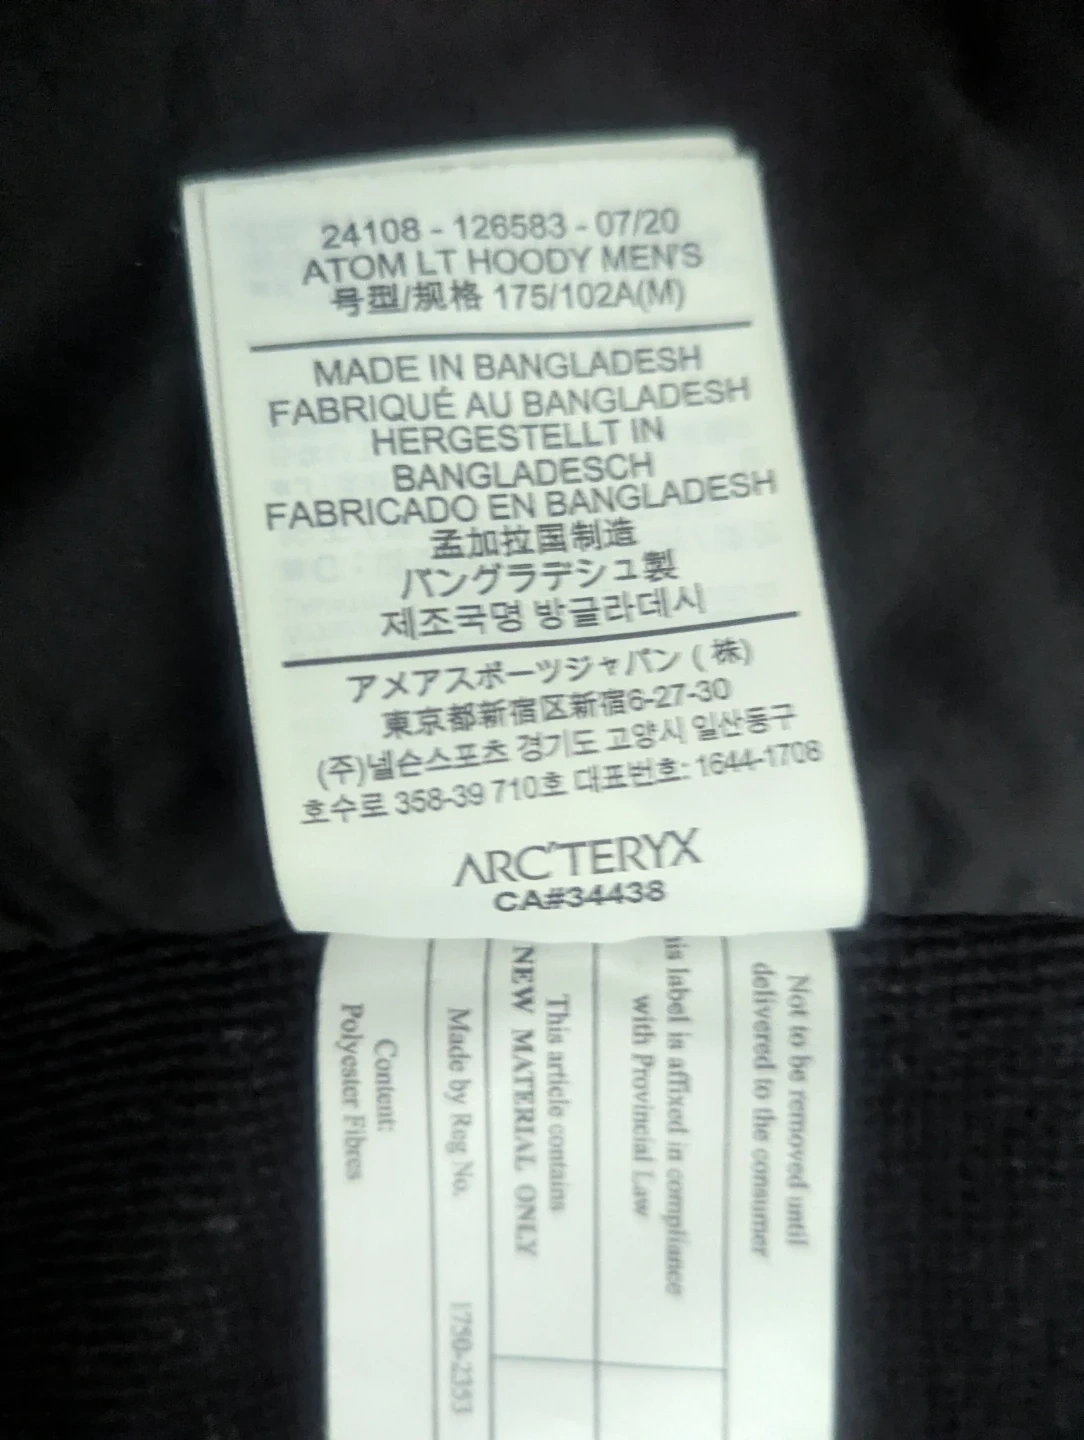 24108 - 126583 - 07/20
ATOM LT HOODY MEN'S
号型/规格 175/102A(M)
MADE IN BANGLADESH
FABRIQUÉ AU BANGLADESH
HERGESTELLT IN
BANGLADESCH
FABRICADO EN BANGLADESH
孟加拉国制造
バングラデシュ製
제조국명 방글라데시
アメアスポーツジャパン (株)
東京都新宿区新宿6-27-30
(주)넬슨스포츠 경기도 고양시 일산동구
호수로 358-39 710호 대표번호: 1644-1708
ARC'TERYX
CA#34438
Not to be removed until
delivered to the consumer
his label is affixed in compliance
with Provincial Law
This article contains
NEW MATERIAL ONLY
Made by Reg No. 1750-2353
Content:
Polyester Fibres